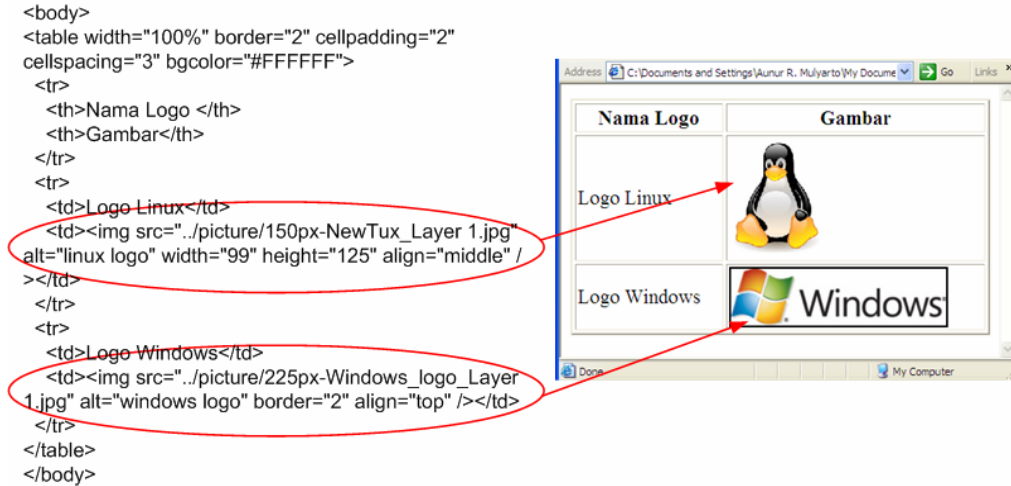 <body>
<table width="100%" border="2" cellpadding="2"
cellspacing="3" bgcolor="#FFFFFF">
<tr>
<th>Nama Logo </th>
<th>Gambar</th>
</tr>
<tr>
<td>Logo Linux</td>
<td><img src="../picture/150px-NewTux_Layer 1.jpg"
alt="linux logo" width="99" height="125" align="middle" /
></td>
</tr>
<tr>
<td>Logo Windows</td>
<td><img src="../picture/225px-Windows_logo_Layer
1.jpg" alt="windows logo" border="2" align="top" /></td>
</tr>
</table>
</body>
Address C:\Documents and Settings\Aunur R. Mulyarto\My Docume Go Links »
Nama Logo Gambar
Logo Linux
Logo Windows Windows
Done My Computer